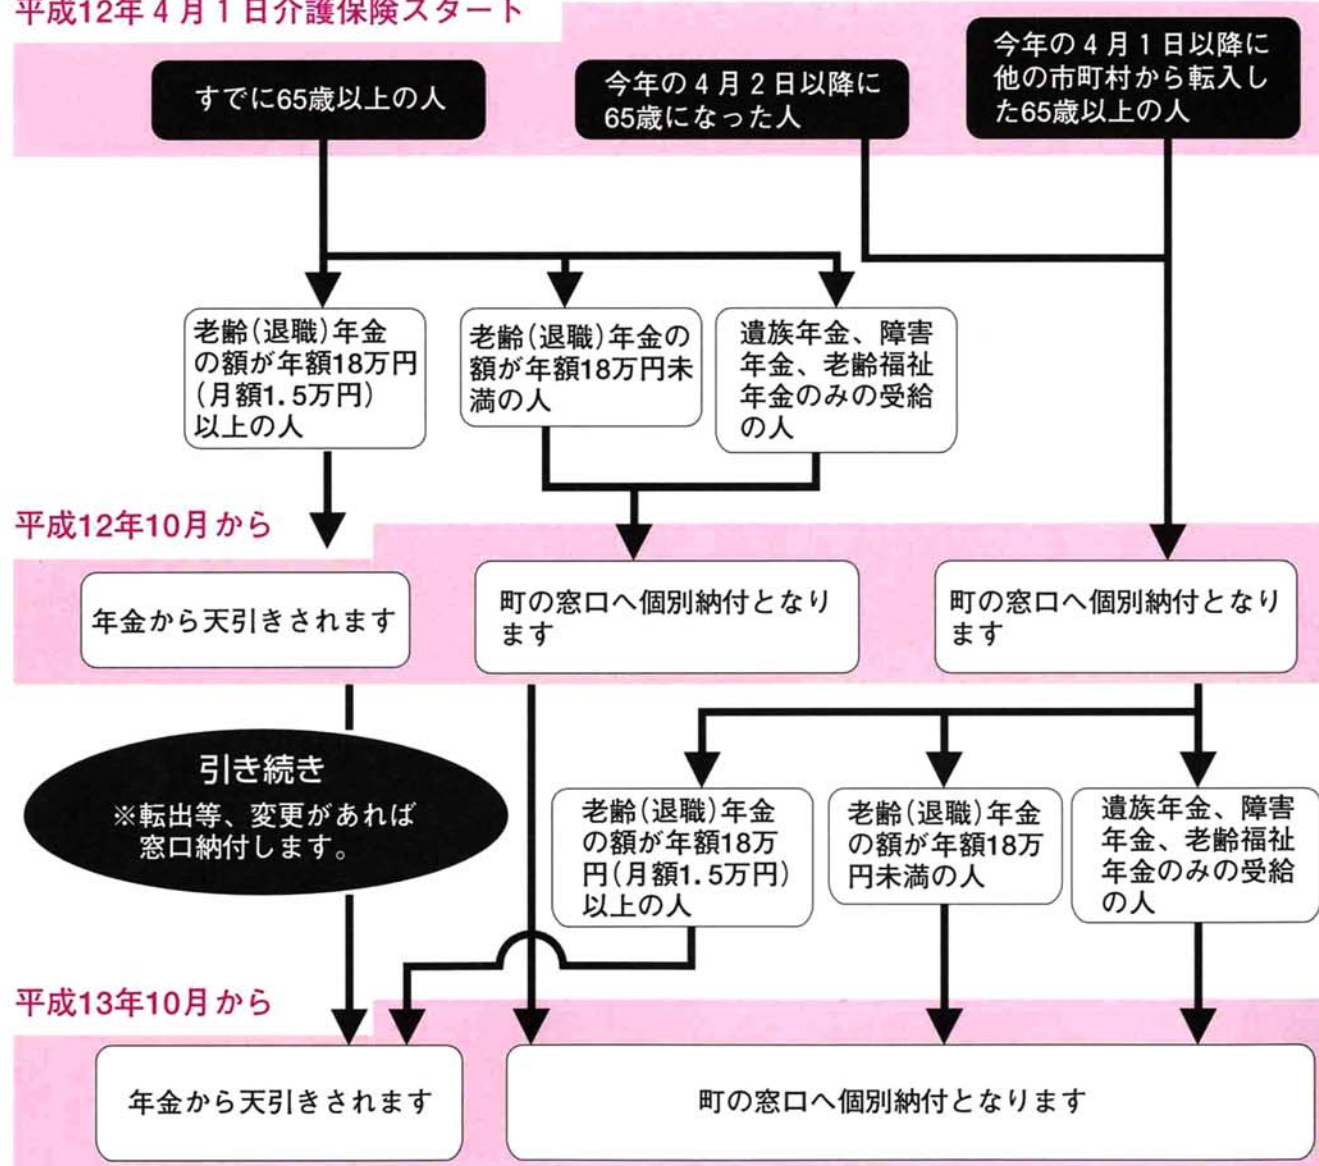 平成12年4月1日介護保険スタート
すでに65歳以上の人
今年の4月2日以降に
65歳になった人
今年の4月1日以降に
他の市町村から転入し
た65歳以上の人
老齢(退職)年金
の額が年額18万円
(月額1.5万円)
以上の人
老齢(退職)年金の
額が年額18万円未
満の人
遺族年金、障害
年金、老齢福祉
年金のみの受給
の人
平成12年10月から
年金から天引きされます
町の窓口へ個別納付となり
ます
町の窓口へ個別納付となり
ます
引き続き
※転出等、変更があれば
窓口納付します。
老齢(退職)年金
の額が年額18万
円(月額1.5万円)
以上の人
老齢(退職)年金
の額が年額18万
円未満の人
遺族年金、障害
年金、老齢福祉
年金のみの受給
の人
平成13年10月から
年金から天引きされます
町の窓口へ個別納付となります